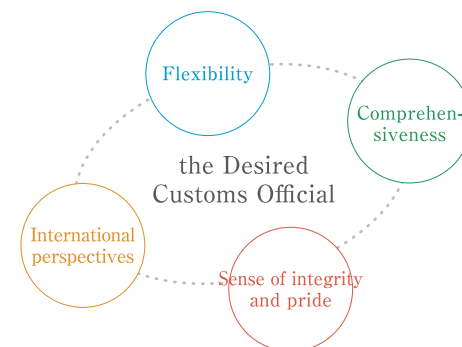 Flexibility
Comprehen-
siveness
the Desired
Customs Official
International
perspectives
Sense of integrity
and pride